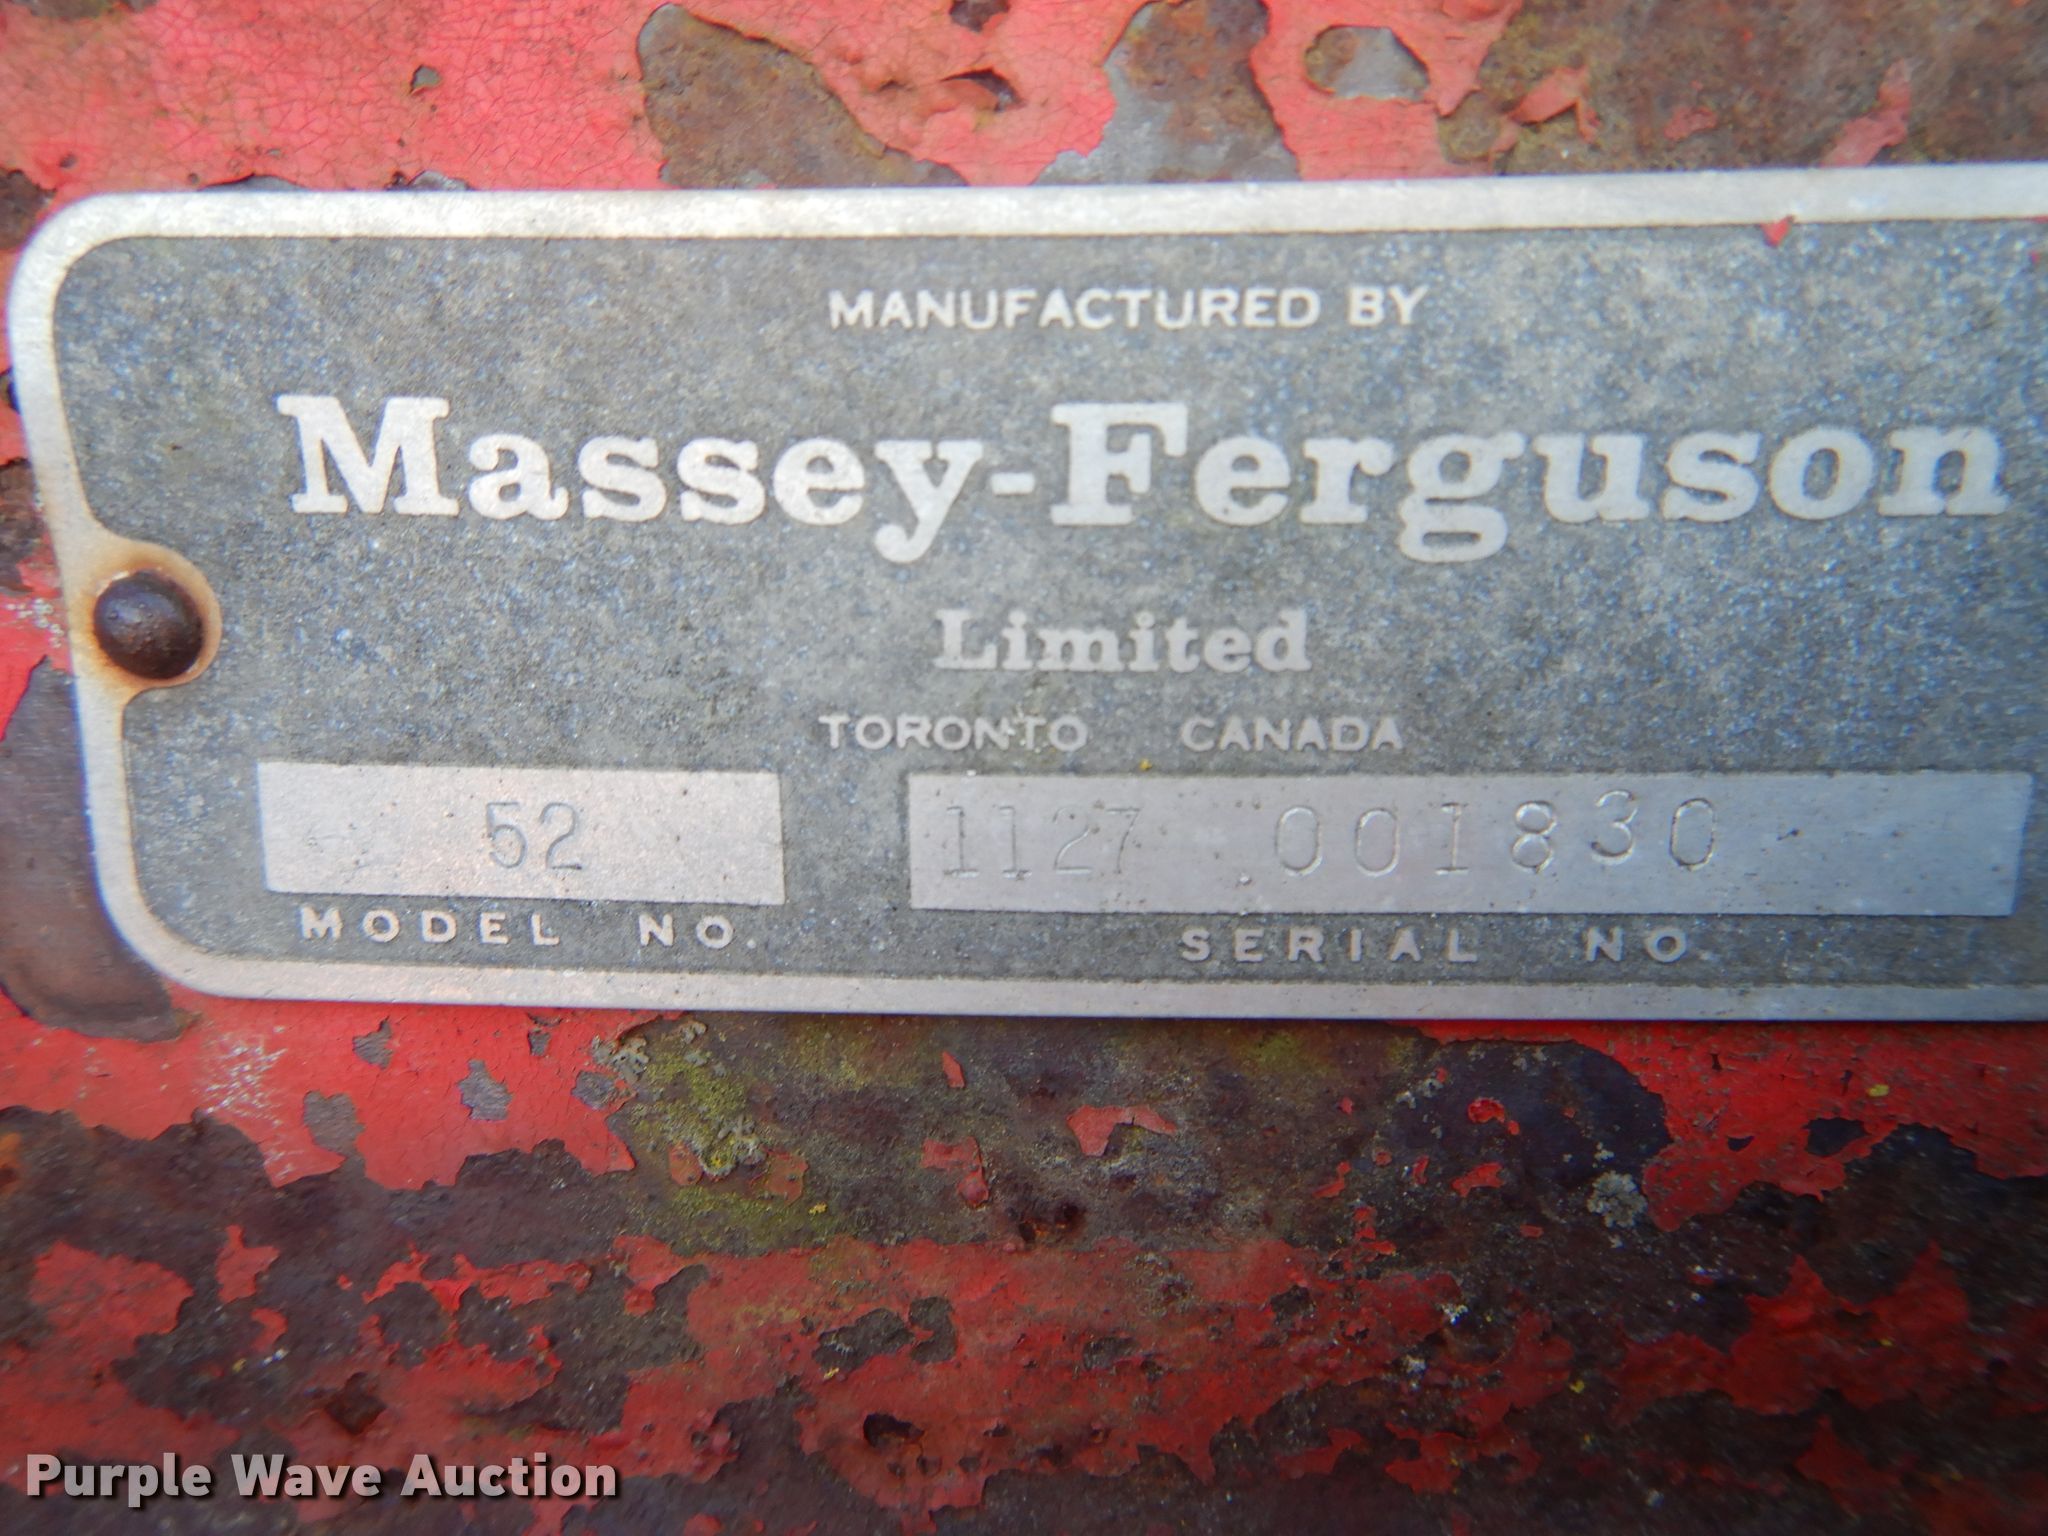 MANUFACTURED BY
Massey-Ferguson
Limited
TORONTO CANADA
52 1127 001830
MODEL NO. SERIAL NO.
Purple Wave Auction